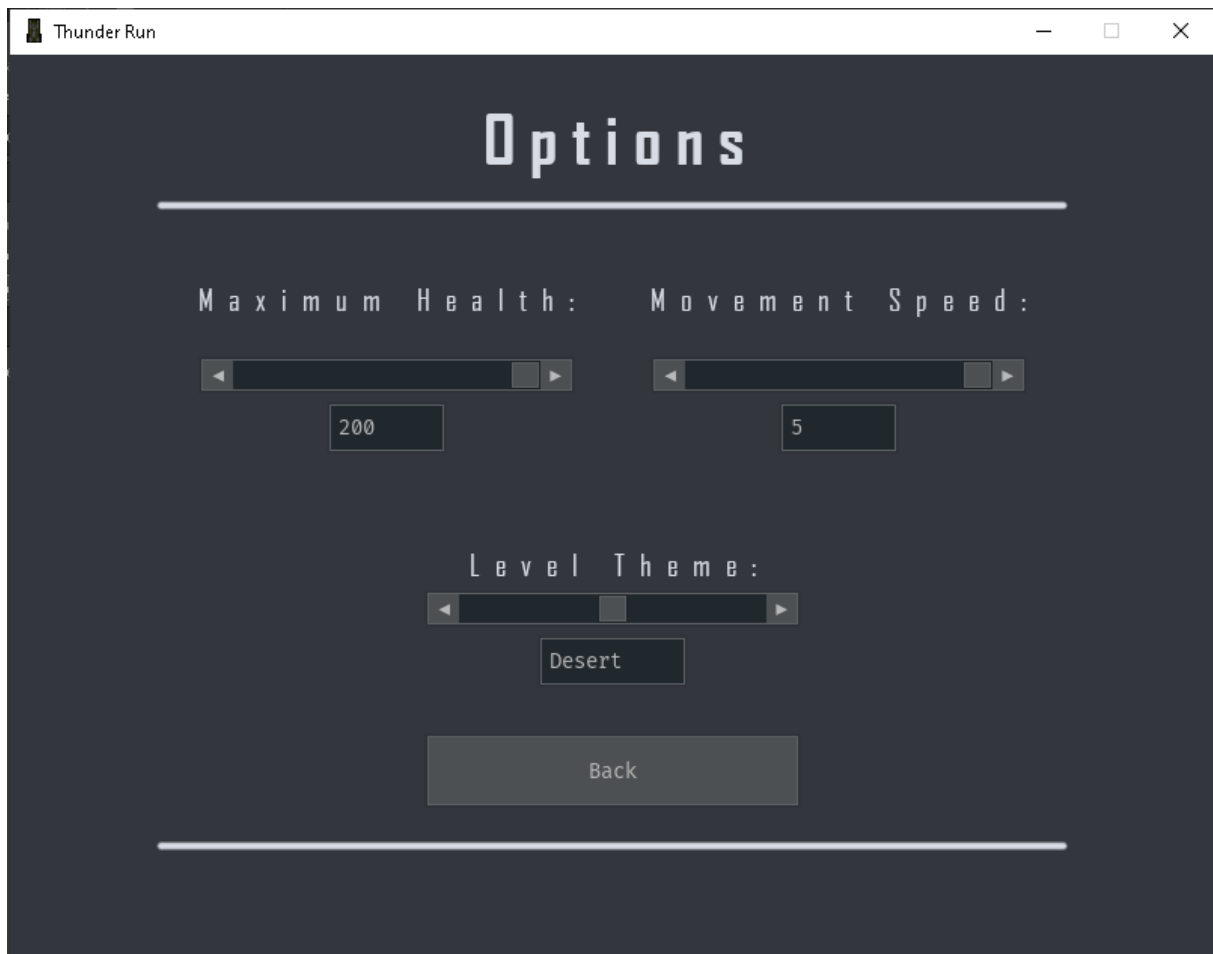 Thunder Run
Options
Maximum Health: Movement Speed:
200 5
Level Theme:
Desert
Back